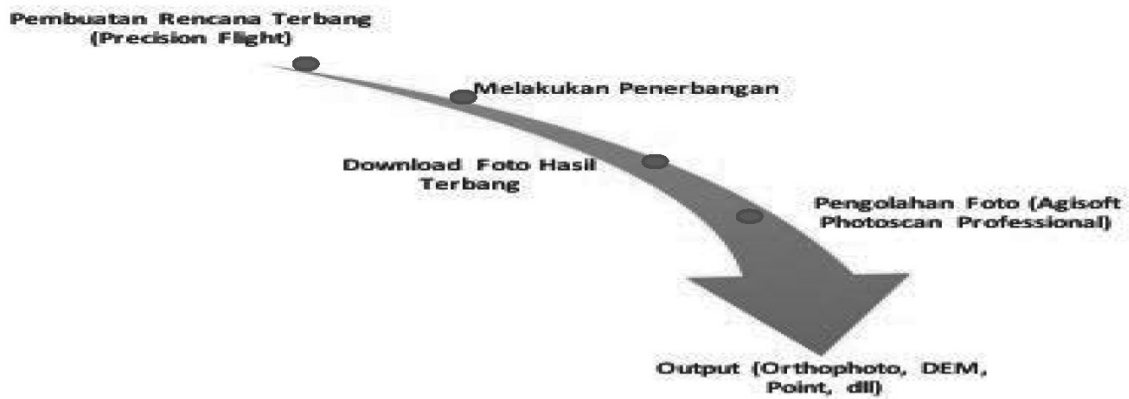 Pembuatan Rencana Terbang
(Precision Flight)
Melakukan Penerbangan
Download Foto Hasil
Terbang
Pengolahan Foto (Agisoft
Photoscan Professional)
Output (Orthophoto, DEM,
Point, dll)